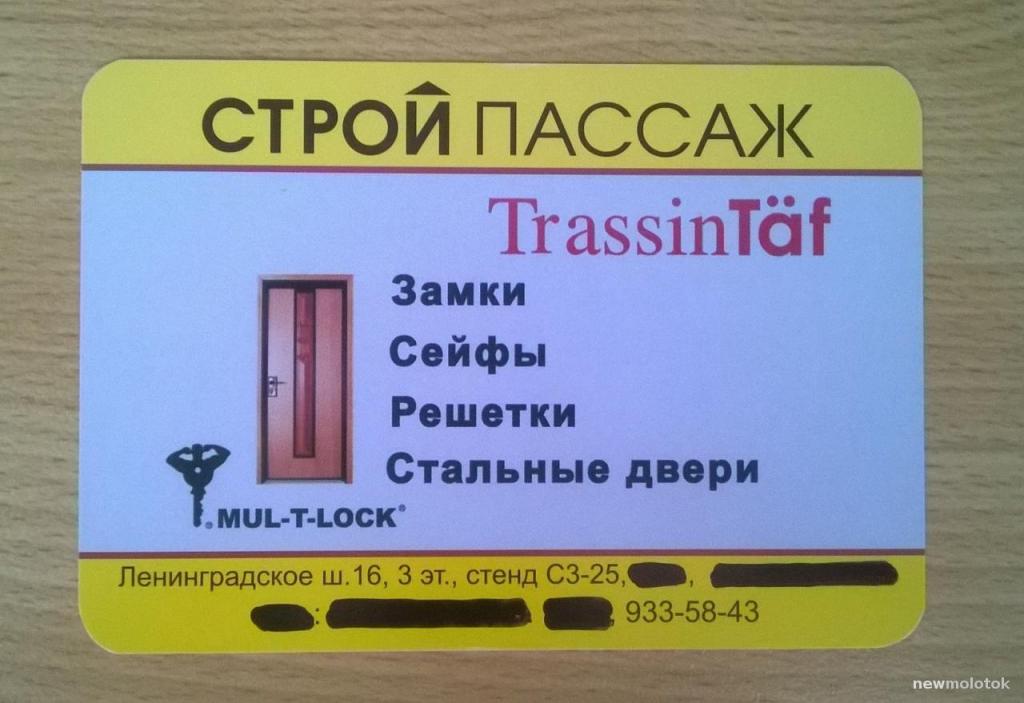 СТРОЙ ПАССАЖ
TrassinTäf
Замки
Сейфы
Решетки
Стальные двери
®MUL-T-LOCK®
Ленинградское ш.16, 3 эт., стенд С3-25, ,
: , 933-58-43
newmolotok